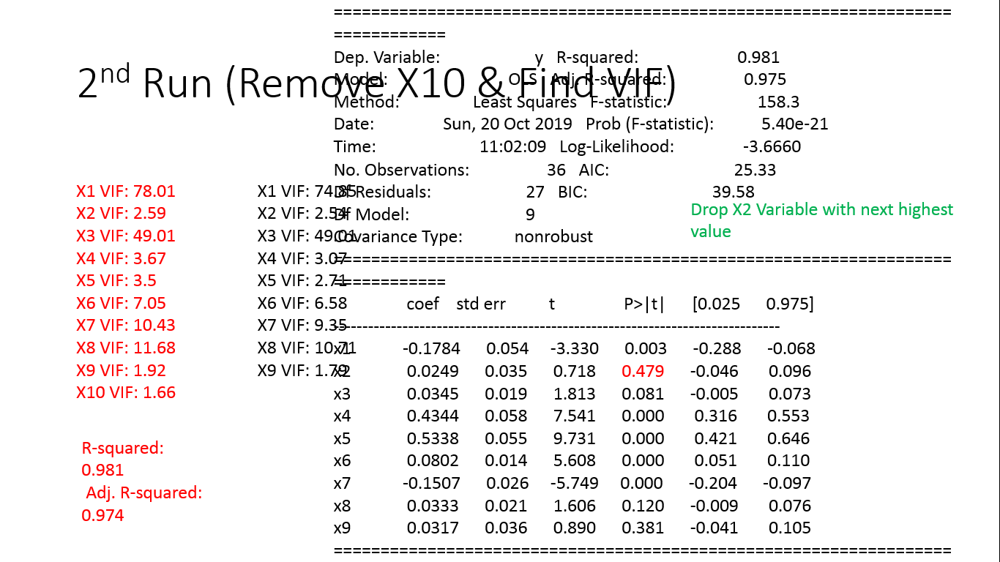 2nd Run (Remove X10 & Find VIF)
X1 VIF: 78.01
X2 VIF: 2.59
X3 VIF: 49.01
X4 VIF: 3.67
X5 VIF: 3.5
X6 VIF: 7.05
X7 VIF: 10.43
X8 VIF: 11.68
X9 VIF: 1.92
X10 VIF: 1.66
R-squared:
0.981
Adj. R-squared:
0.974
X1 VIF: 74.85
X2 VIF: 2.54
X3 VIF: 49.01
X4 VIF: 3.07
X5 VIF: 2.71
X6 VIF: 6.58
X7 VIF: 9.35
X8 VIF: 10.71
X9 VIF: 1.79
==============================================================================
============
Dep. Variable: y R-squared: 0.981
Model: OLS Adj. R-squared: 0.975
Method: Least Squares F-statistic: 158.3
Date: Sun, 20 Oct 2019 Prob (F-statistic): 5.40e-21
Time: 11:02:09 Log-Likelihood: -3.6660
No. Observations: 36 AIC: 25.33
Df Residuals: 27 BIC: 39.58
Df Model: 9
Covariance Type: nonrobust
==============================================================================
============
coef std err t P>|t| [0.025 0.975]
------------------------------------------------------------------------------
x1 -0.1784 0.054 -3.330 0.003 -0.288 -0.068
x2 0.0249 0.035 0.718 0.479 -0.046 0.096
x3 0.0345 0.019 1.813 0.081 -0.005 0.073
x4 0.4344 0.058 7.541 0.000 0.316 0.553
x5 0.5338 0.055 9.731 0.000 0.421 0.646
x6 0.0802 0.014 5.608 0.000 0.051 0.110
x7 -0.1507 0.026 -5.749 0.000 -0.204 -0.097
x8 0.0333 0.021 1.606 0.120 -0.009 0.076
x9 0.0317 0.036 0.890 0.381 -0.041 0.105
==============================================================================
Drop X2 Variable with next highest
value